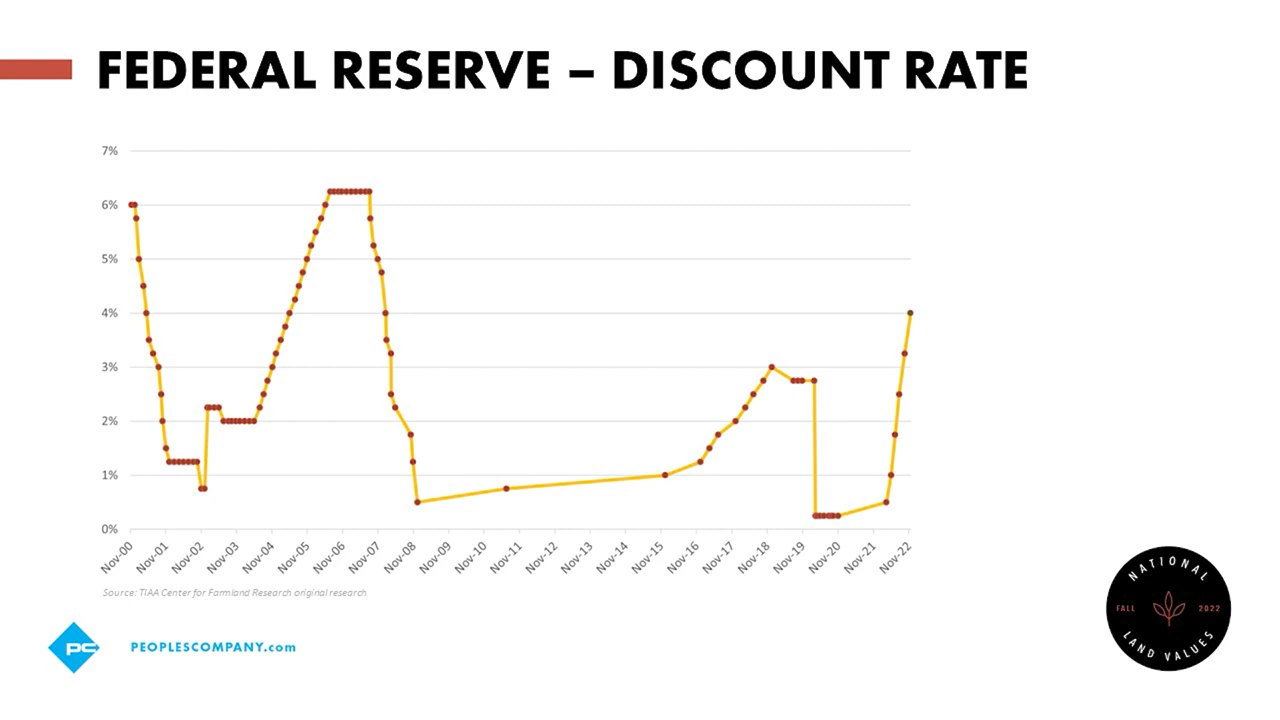 FEDERAL RESERVE – DISCOUNT RATE
7%
6%
5%
4%
3%
2%
1%
0%
Nov-00 Nov-01 Nov-02 Nov-03 Nov-04 Nov-05 Nov-06 Nov-07 Nov-08 Nov-09 Nov-10 Nov-11 Nov-12 Nov-13 Nov-14 Nov-15 Nov-16 Nov-17 Nov-18 Nov-19 Nov-20 Nov-21 Nov-22
Source: TIAA Center for Farmland Research original research
pc
PEOPLESCOMPANY.com
NATIONAL
FALL 2022
LAND VALUES